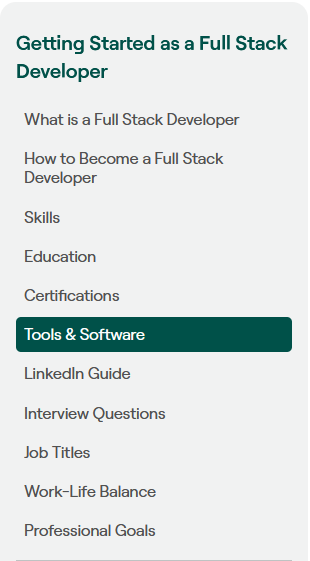 Getting Started as a Full Stack
Developer
What is a Full Stack Developer
How to Become a Full Stack
Developer
Skills
Education
Certifications
Tools & Software
LinkedIn Guide
Interview Questions
Job Titles
Work-Life Balance
Professional Goals